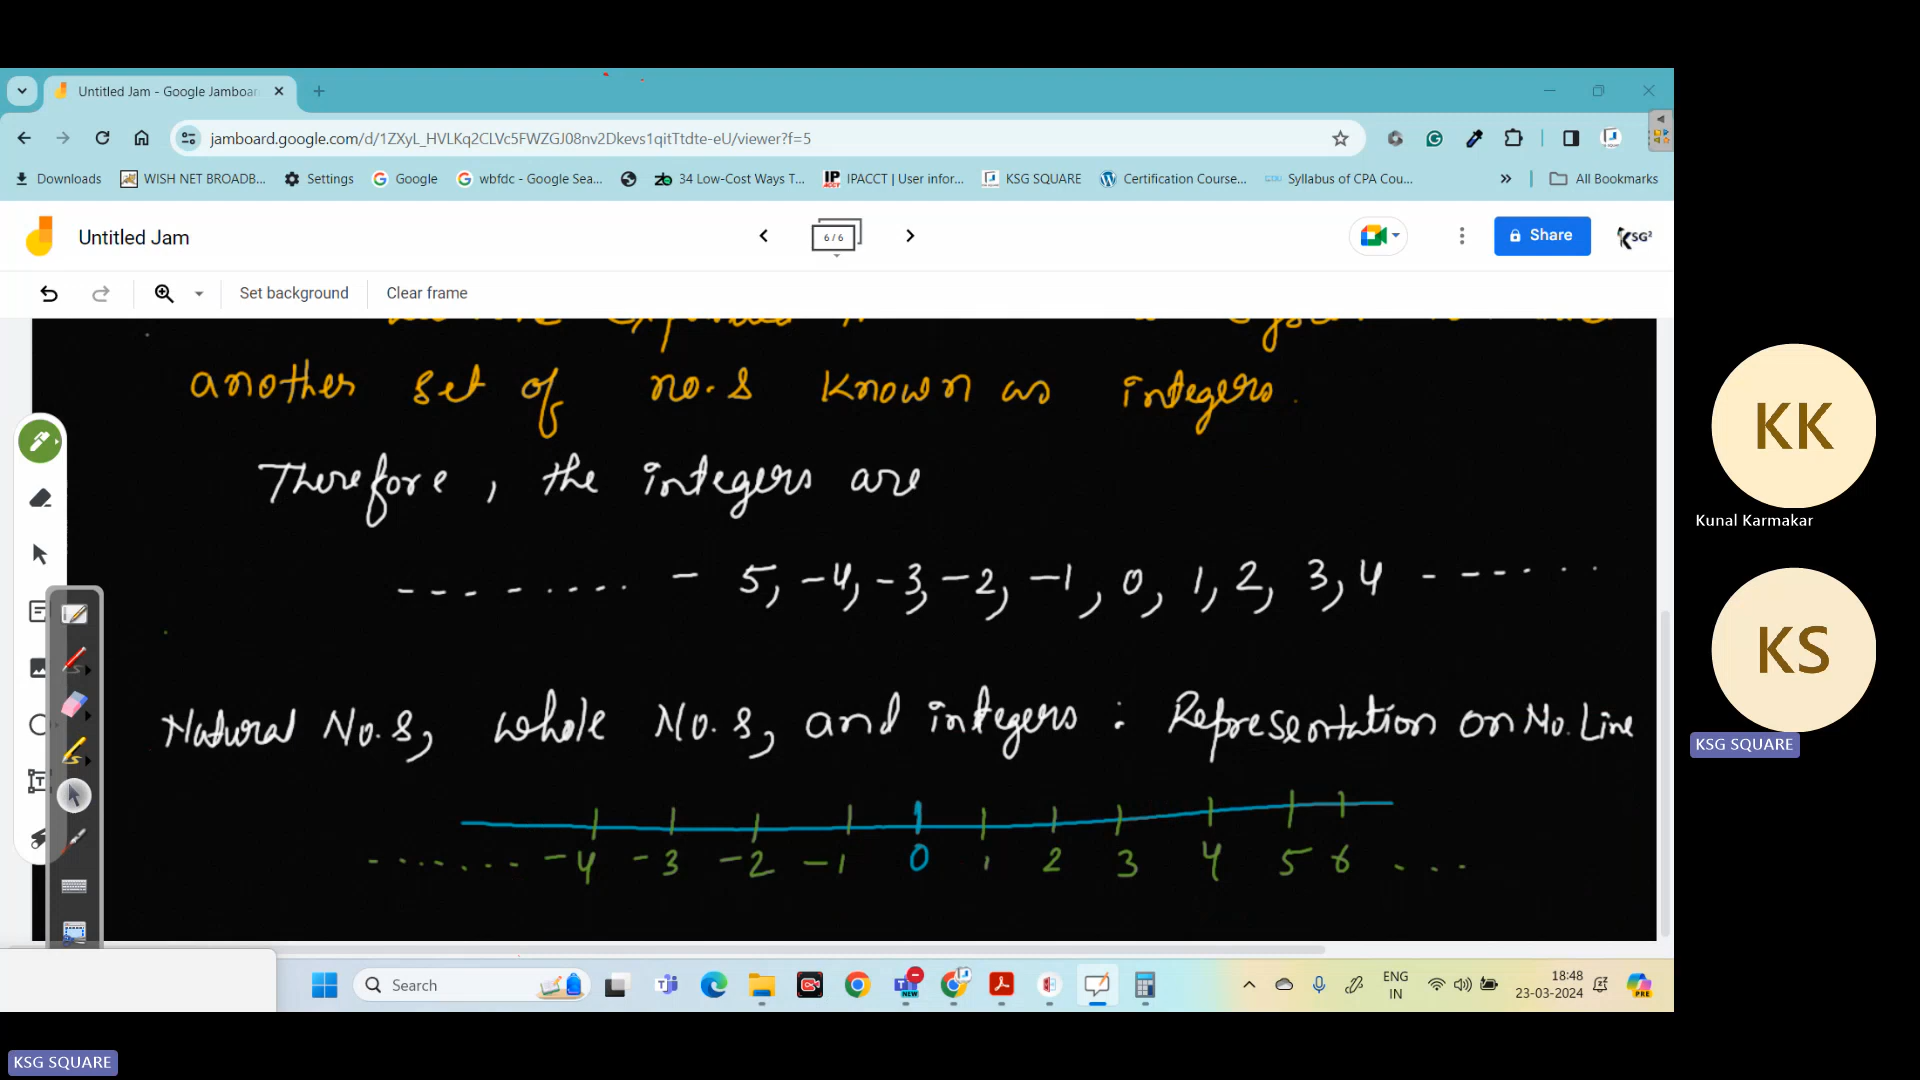 Untitled Jam - Google Jamboar
jamboard.google.com/d/1ZXyL_HVLKq2CLVc5FWZGJ08nv2Dkevs1qitTtdte-eU/viewer?f=5
Downloads WISH NET BROADB... Settings Google wbfdc - Google Sea... 34 Low-Cost Ways T... IPACCT | User infor... KSG SQUARE Certification Course... Syllabus of CPA Cou... » All Bookmarks
Untitled Jam 6 / 6 Share KSG²
Set background Clear frame
another set of no.s known as integers.
Therefore, the integers are
-------- - 5, -4, -3, -2, -1, 0, 1, 2, 3, 4 -------
Natural No.s, whole No.s, and integers : Representation on No. Line
....... -4 -3 -2 -1 0 1 2 3 4 5 6 ...
KK
Kunal Karmakar
KS
KSG SQUARE
Search
ENG
IN
18:48
23-03-2024
KSG SQUARE